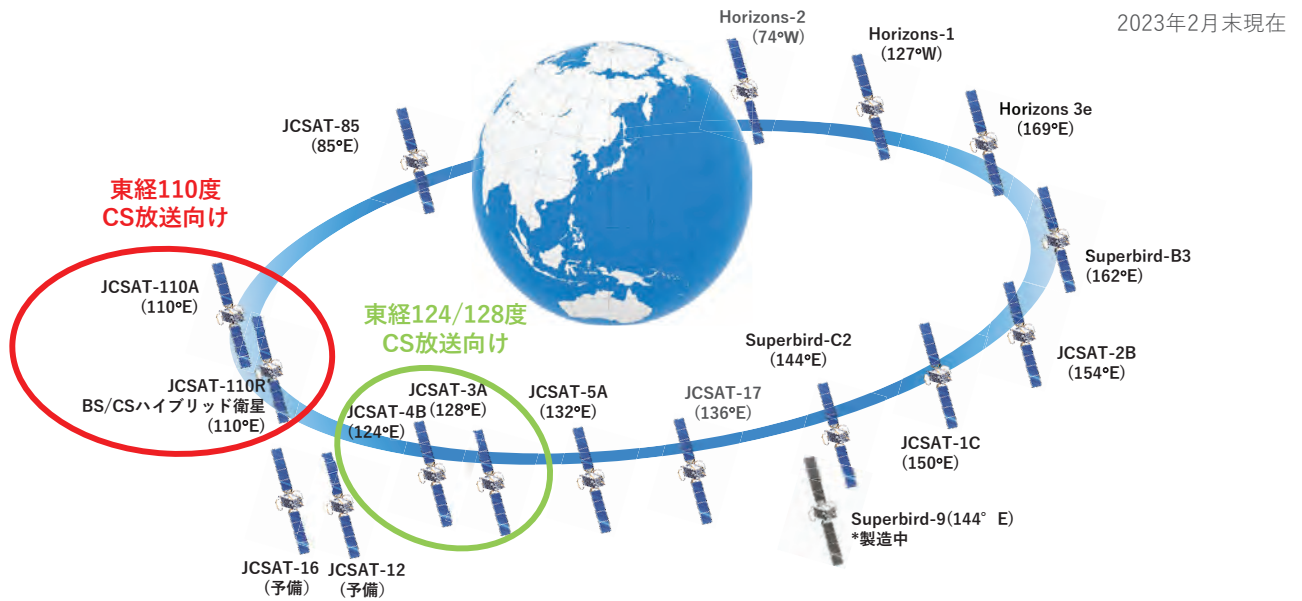 2023年2月末現在
Horizons-2
(74°W)
Horizons-1
(127°W)
Horizons 3e
(169°E)
JCSAT-85
(85°E)
東経110度
CS放送向け
Superbird-B3
(162°E)
JCSAT-110A
(110°E)
東経124/128度
CS放送向け
Superbird-C2
(144°E)
JCSAT-2B
(154°E)
JCSAT-110R
BS/CSハイブリッド衛星
(110°E)
JCSAT-3A
(128°E)
JCSAT-4B
(124°E)
JCSAT-5A
(132°E)
JCSAT-17
(136°E)
JCSAT-1C
(150°E)
Superbird-9(144°E)
*製造中
JCSAT-16
(予備)
JCSAT-12
(予備)